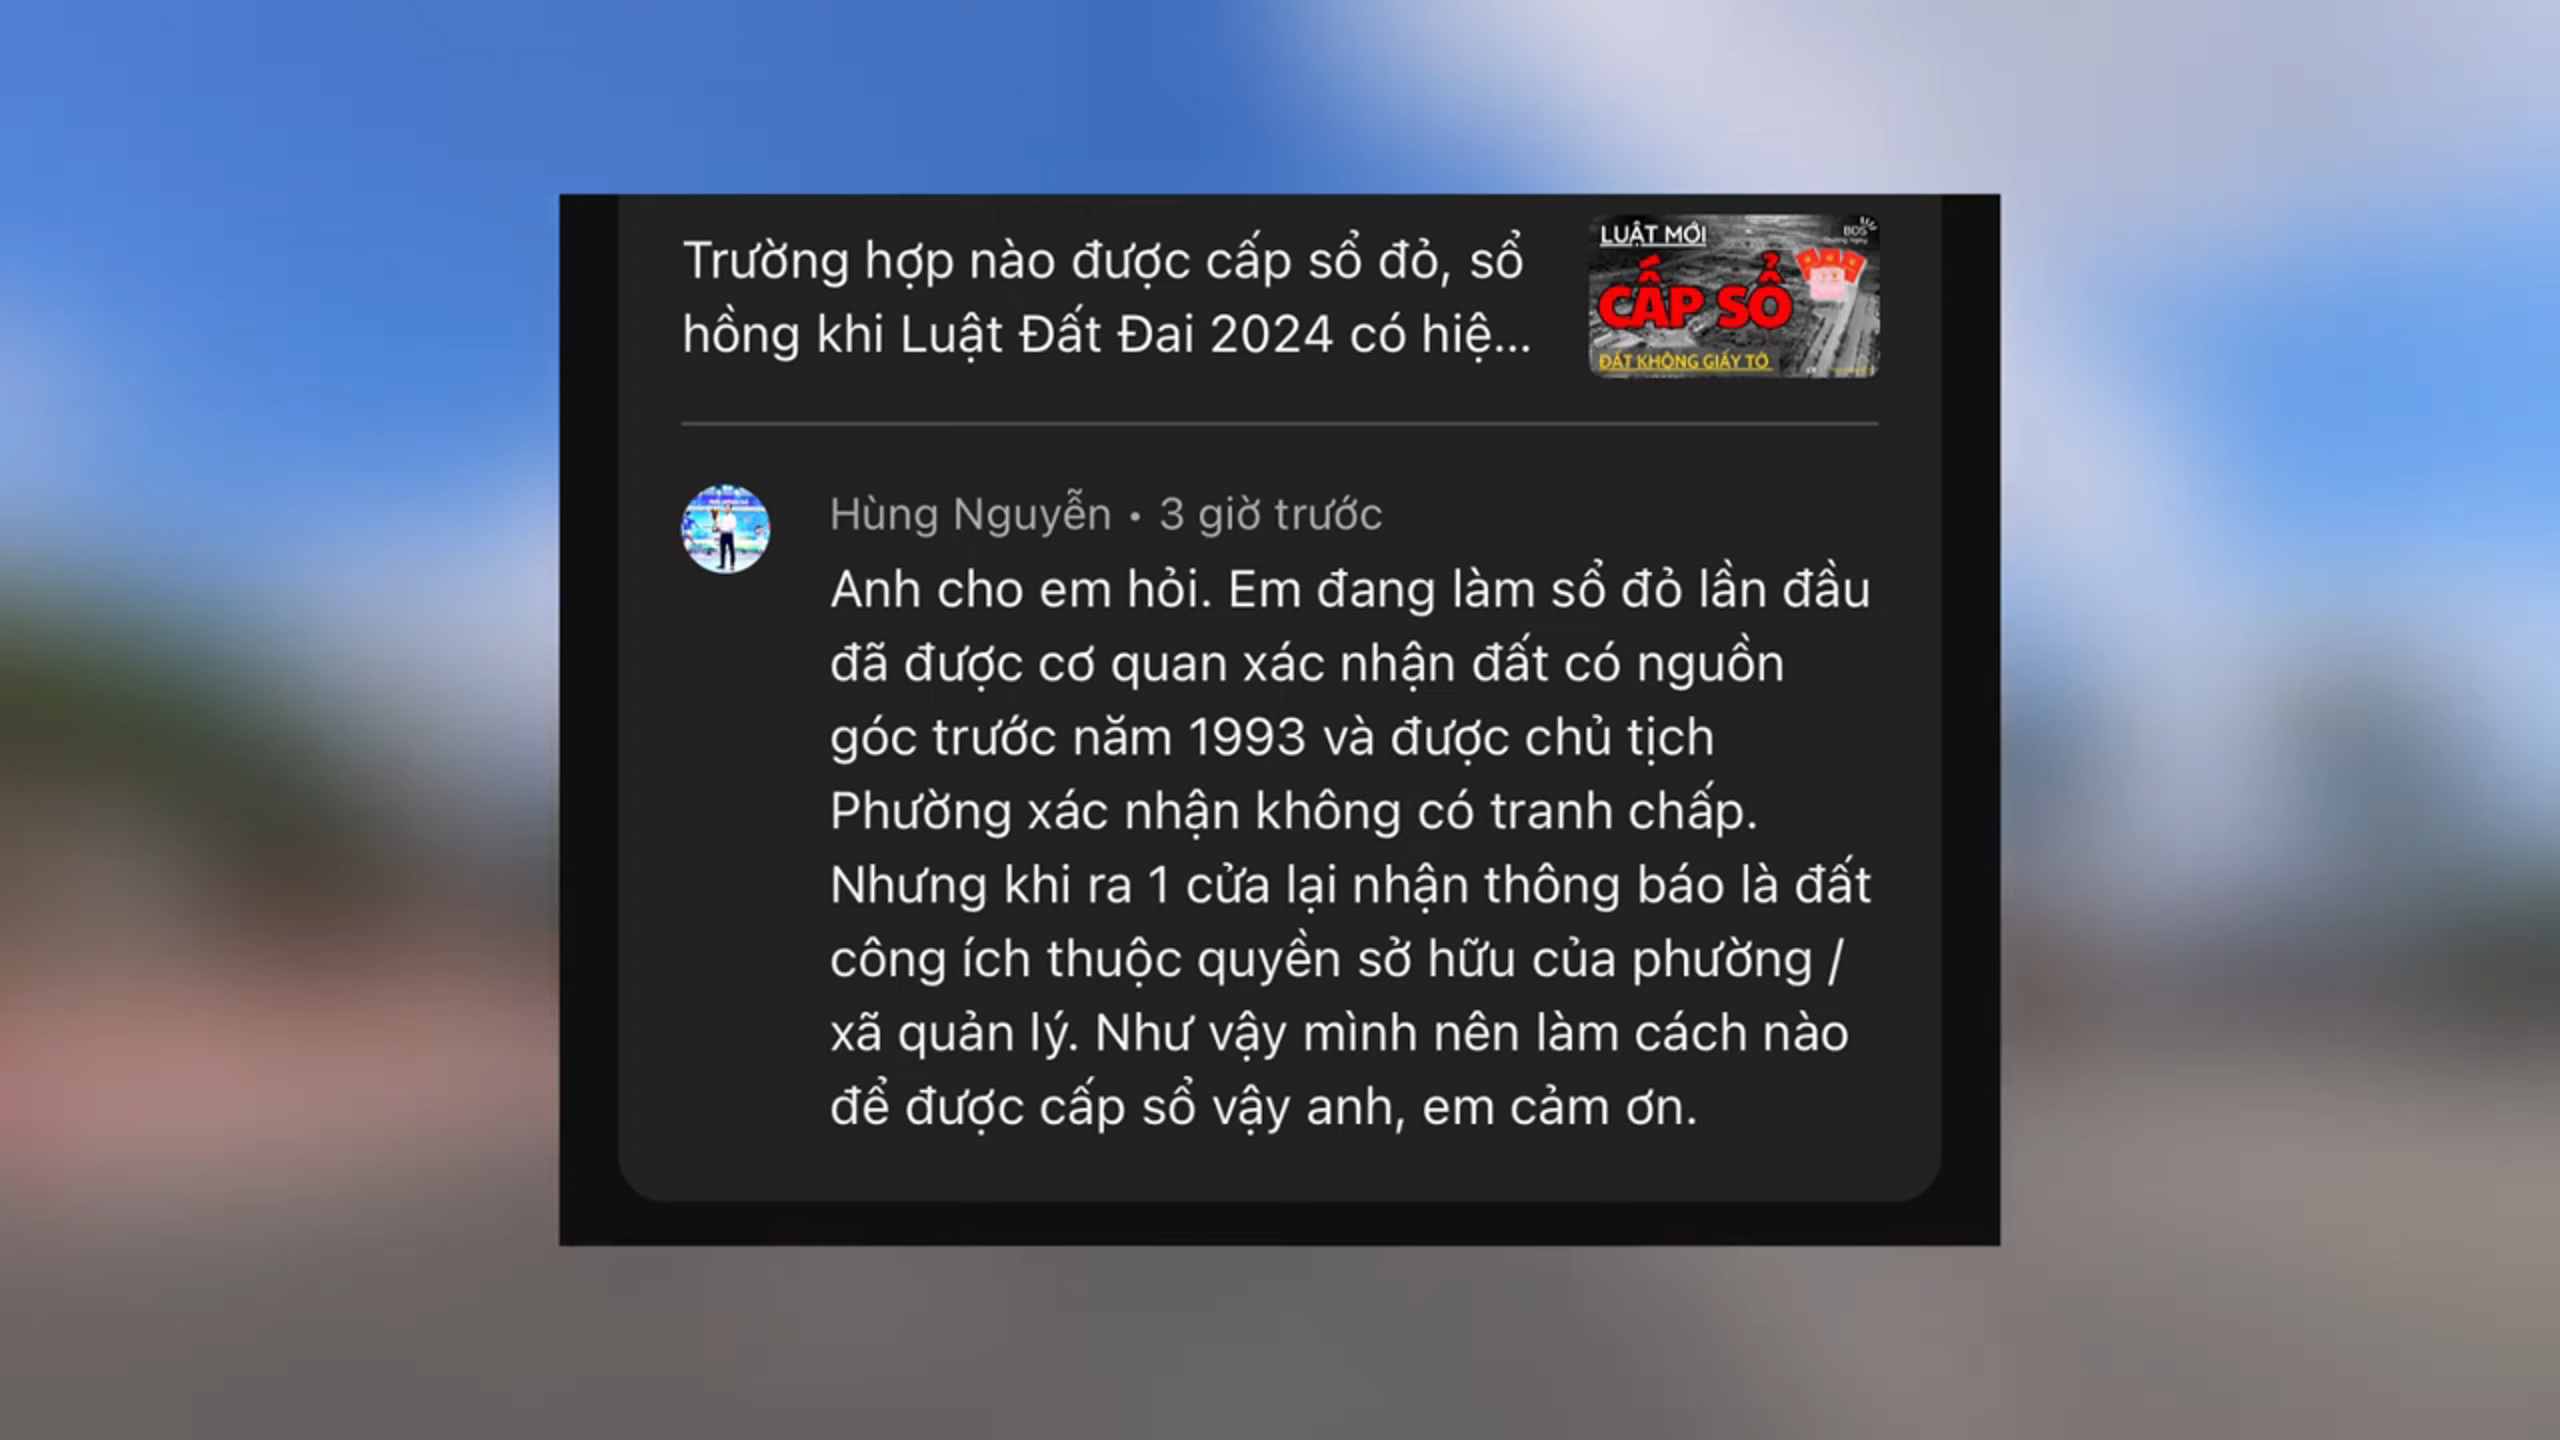 Trường hợp nào được cấp sổ đỏ, sổ
hồng khi Luật Đất Đai 2024 có hiệ...
LUẬT MỚI
BĐS
CẤP SỔ
ĐẤT KHÔNG GIẤY TỜ
Hùng Nguyễn • 3 giờ trước
Anh cho em hỏi. Em đang làm sổ đỏ lần đầu
đã được cơ quan xác nhận đất có nguồn
góc trước năm 1993 và được chủ tịch
Phường xác nhận không có tranh chấp.
Nhưng khi ra 1 cửa lại nhận thông báo là đất
công ích thuộc quyền sở hữu của phường /
xã quản lý. Như vậy mình nên làm cách nào
để được cấp sổ vậy anh, em cảm ơn.